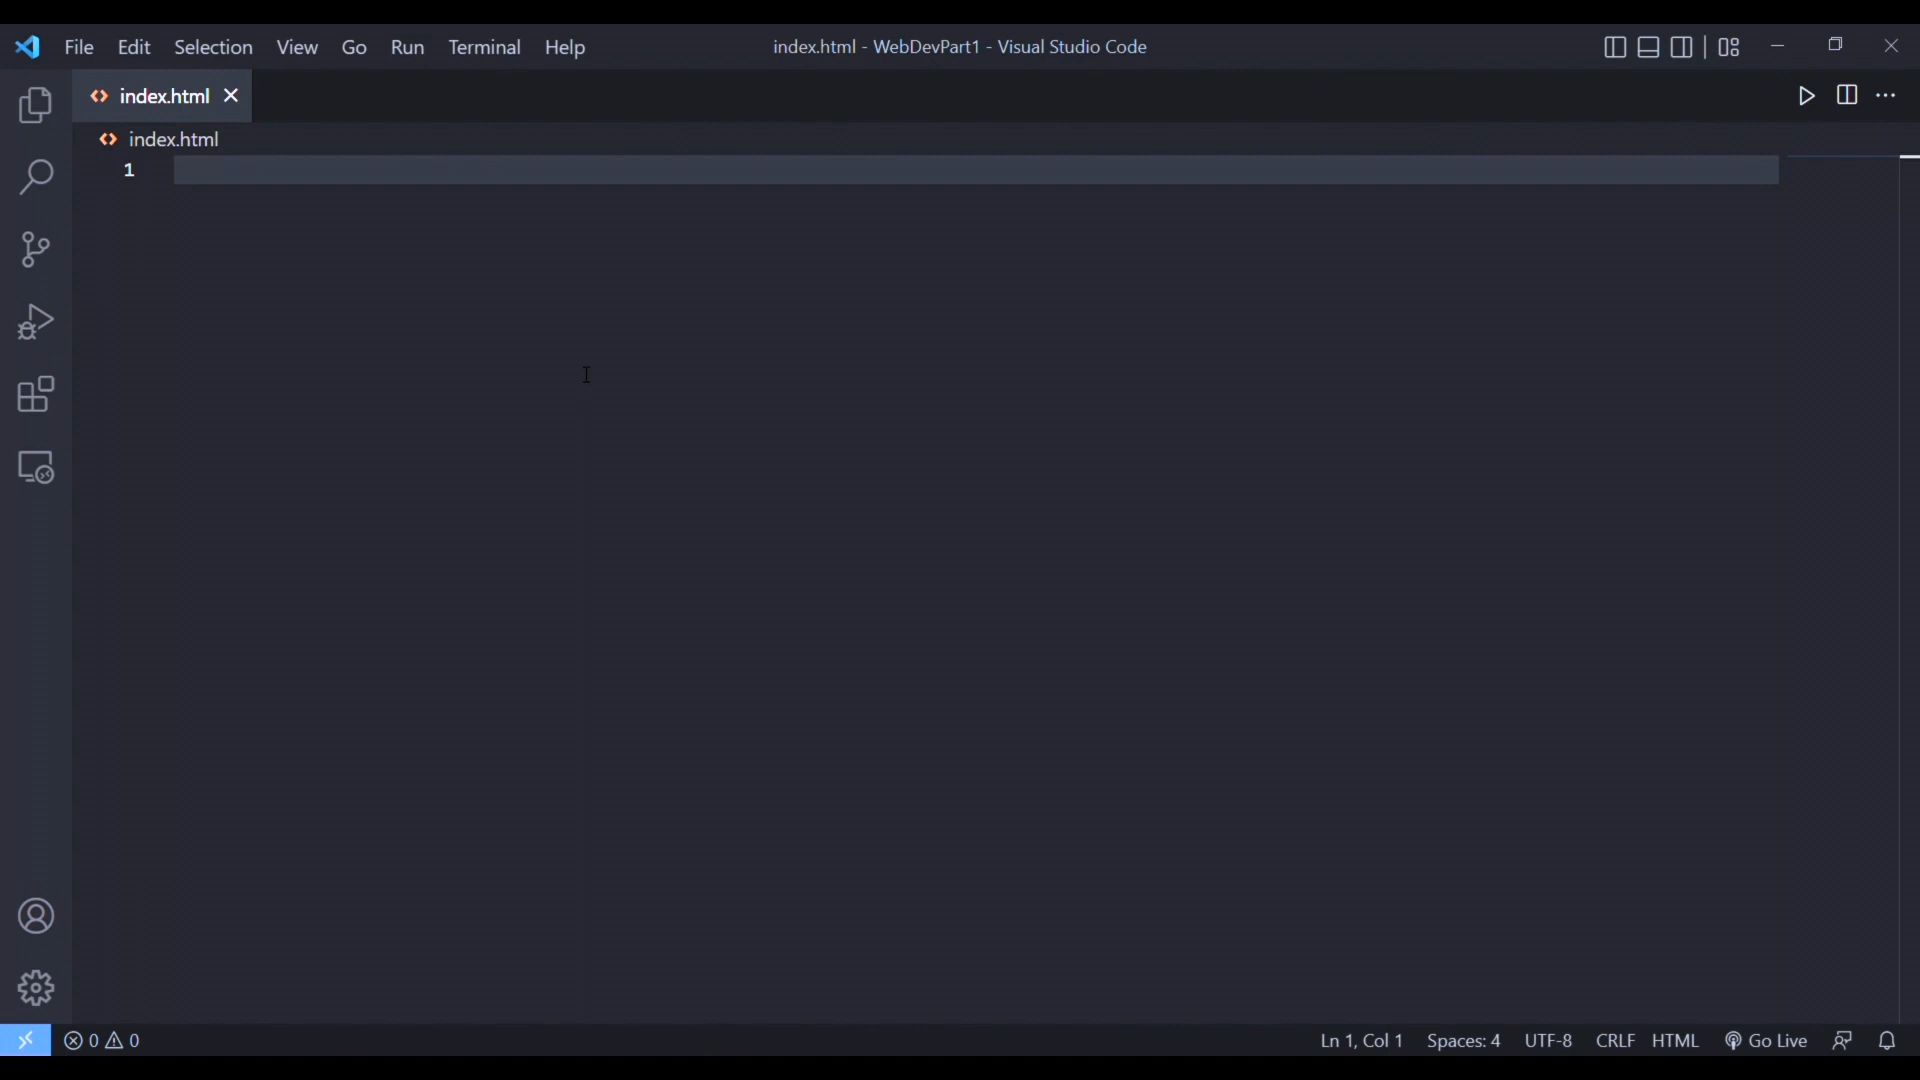 File Edit Selection View Go Run Terminal Help index.html - WebDevPart1 - Visual Studio Code
index.html
index.html
1
0 0 Ln 1, Col 1 Spaces: 4 UTF-8 CRLF HTML Go Live